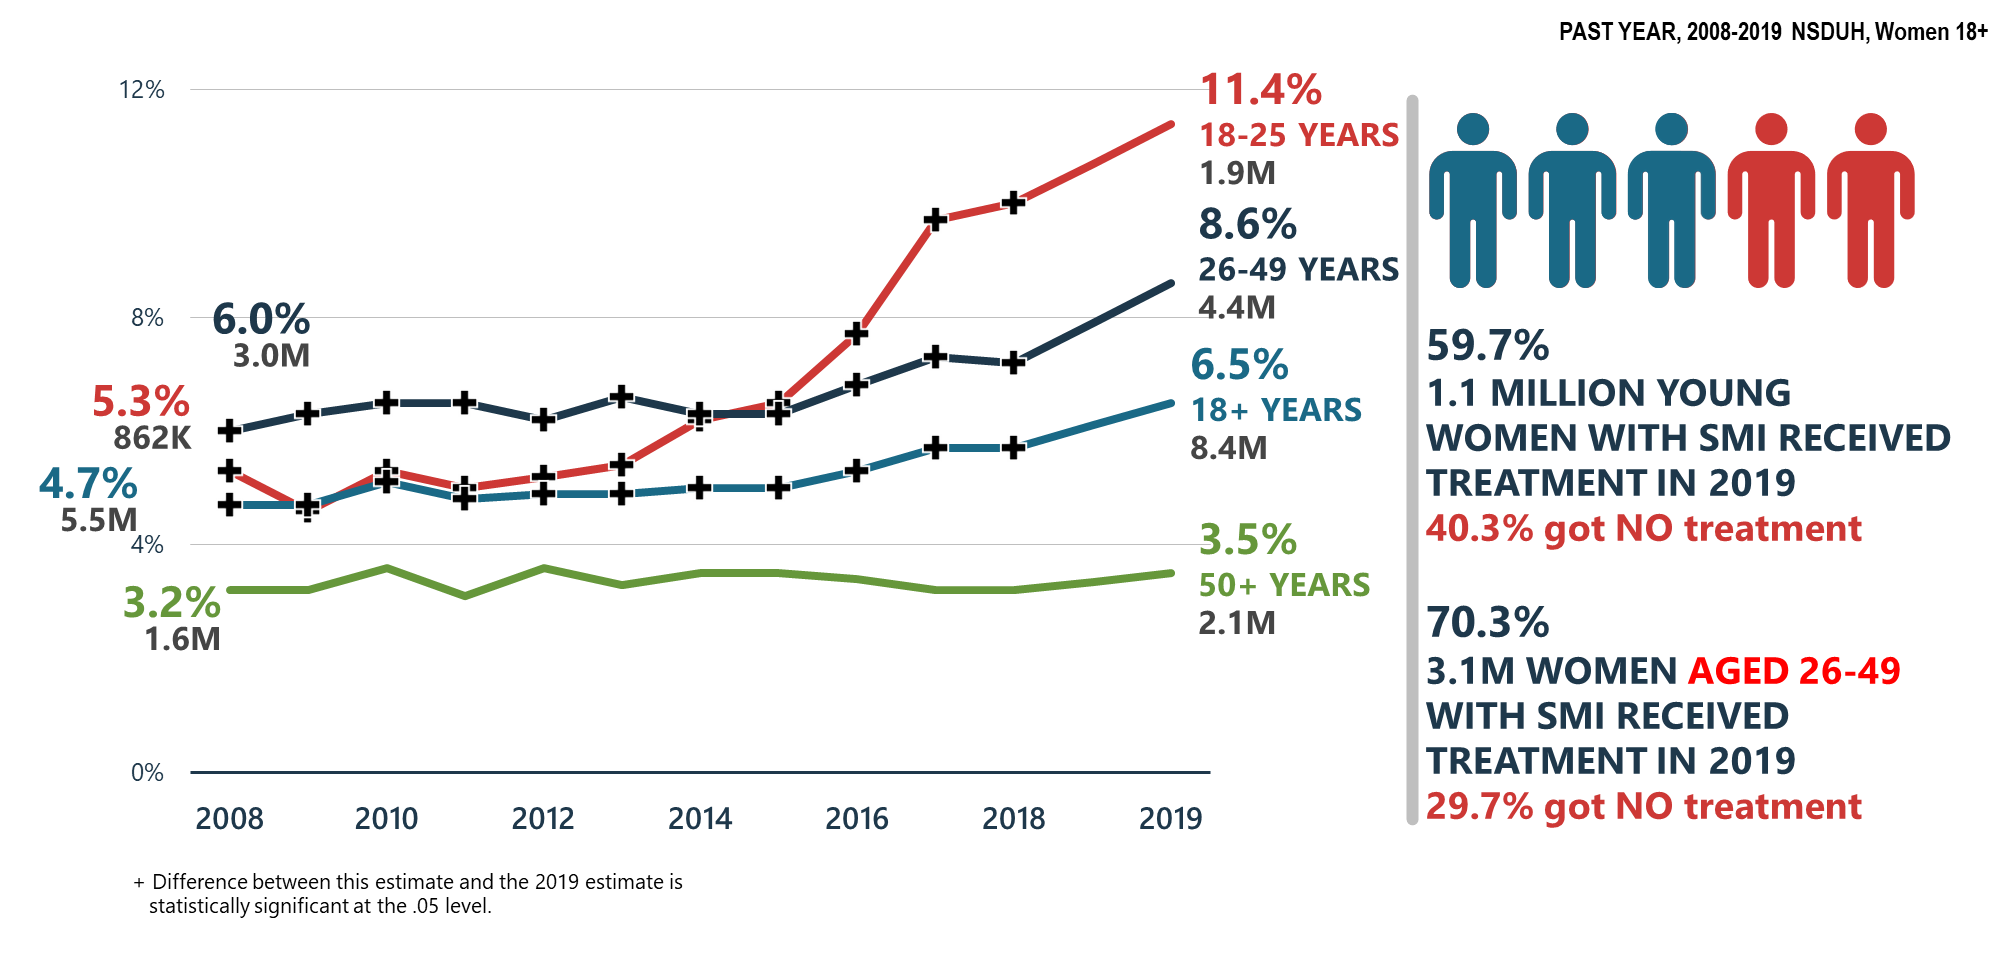 PAST YEAR, 2008-2019 NSDUH, Women 18+
12%
8%
4%
0%
6.0%
3.0M
5.3%
862K
4.7%
5.5M
3.2%
1.6M
11.4%
18-25 YEARS
1.9M
8.6%
26-49 YEARS
4.4M
6.5%
18+ YEARS
8.4M
3.5%
50+ YEARS
2.1M
2008 2010 2012 2014 2016 2018 2019
+ Difference between this estimate and the 2019 estimate is
statistically significant at the .05 level.
59.7%
1.1 MILLION YOUNG
WOMEN WITH SMI RECEIVED
TREATMENT IN 2019
40.3% got NO treatment
70.3%
3.1M WOMEN AGED 26-49
WITH SMI RECEIVED
TREATMENT IN 2019
29.7% got NO treatment